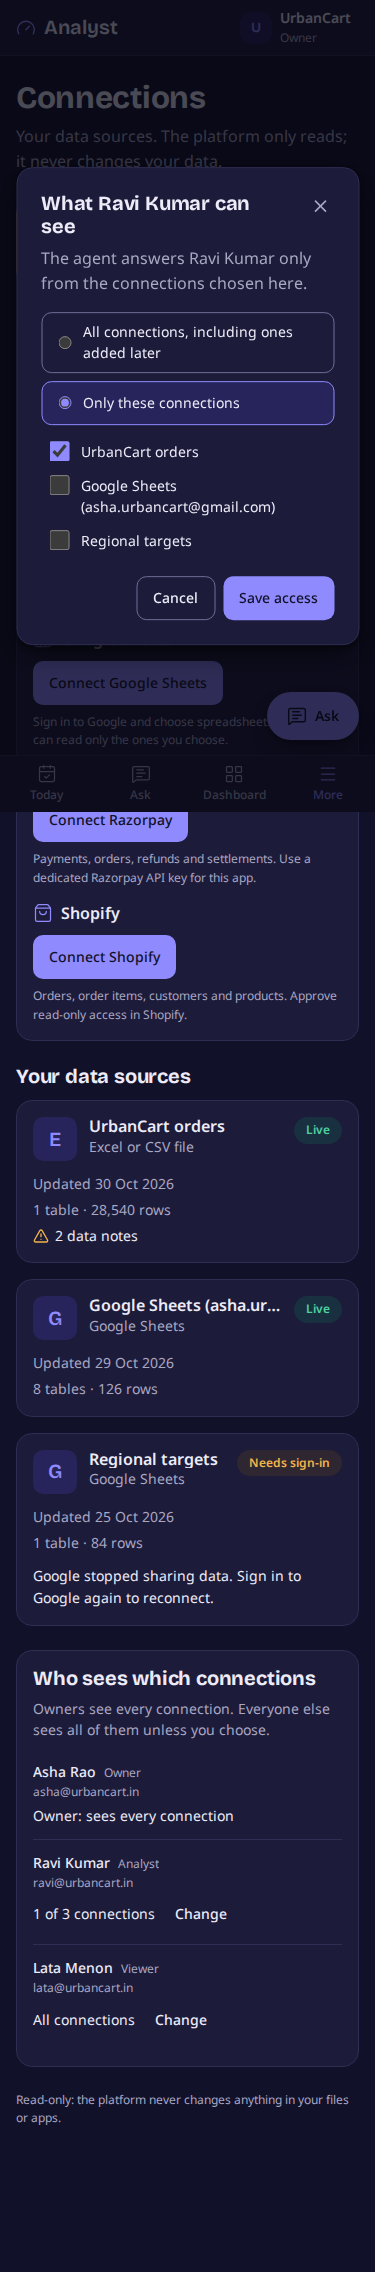 Analyst
U
UrbanCart
Owner
Connections
Your data sources. The platform only reads;
it never changes your data.
What Ravi Kumar can
see
The agent answers Ravi Kumar only
from the connections chosen here.
All connections, including ones
added later
Only these connections
UrbanCart orders
Google Sheets
(asha.urbancart@gmail.com)
Regional targets
Cancel
Save access
Connect Google Sheets
Sign in to Google and choose spreadsheets
can read only the ones you choose.
Ask
Today
Ask
Dashboard
More
Connect Razorpay
Payments, orders, refunds and settlements. Use a
dedicated Razorpay API key for this app.
Shopify
Connect Shopify
Orders, order items, customers and products. Approve
read-only access in Shopify.
Your data sources
E
UrbanCart orders
Live
Excel or CSV file
Updated 30 Oct 2026
1 table · 28,540 rows
2 data notes
G
Google Sheets (asha.ur...
Live
Google Sheets
Updated 29 Oct 2026
8 tables · 126 rows
G
Regional targets
Needs sign-in
Google Sheets
Updated 25 Oct 2026
1 table · 84 rows
Google stopped sharing data. Sign in to
Google again to reconnect.
Who sees which connections
Owners see every connection. Everyone else
sees all of them unless you choose.
Asha Rao Owner
asha@urbancart.in
Owner: sees every connection
Ravi Kumar Analyst
ravi@urbancart.in
1 of 3 connections Change
Lata Menon Viewer
lata@urbancart.in
All connections Change
Read-only: the platform never changes anything in your files
or apps.